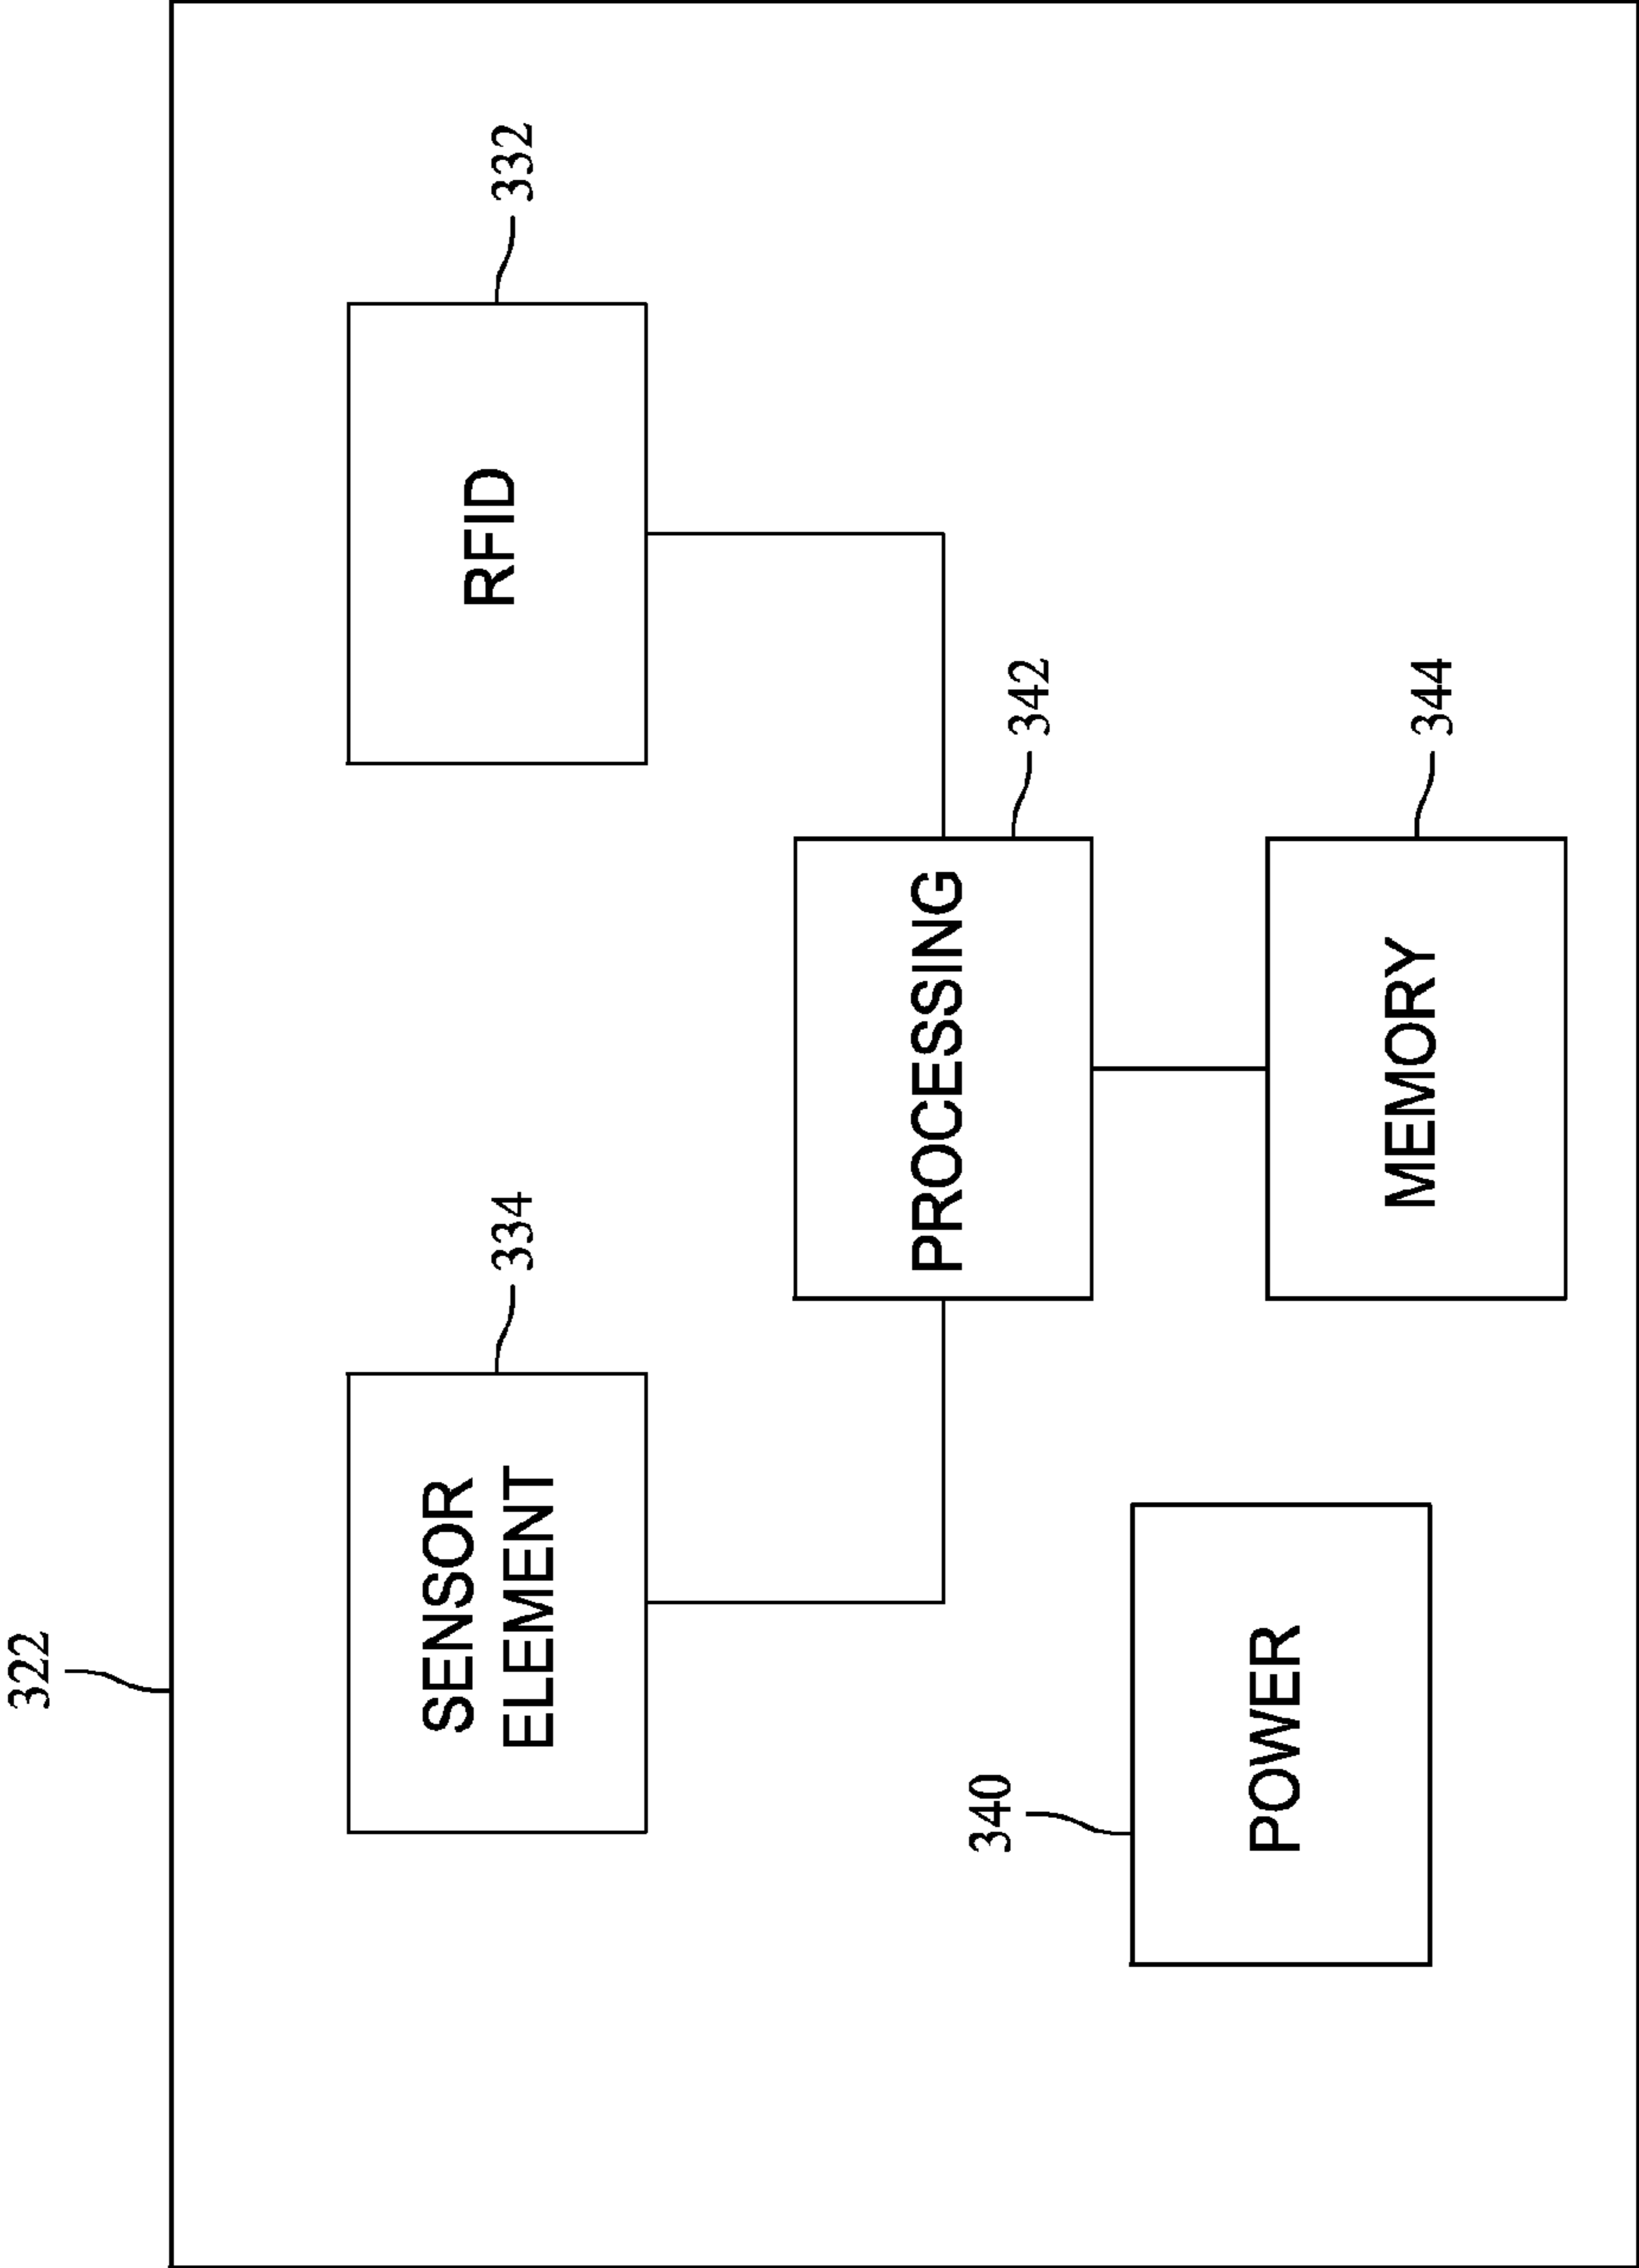 322
SENSOR
ELEMENT
334
RFID
332
PROCESSING
342
340
POWER
MEMORY
344